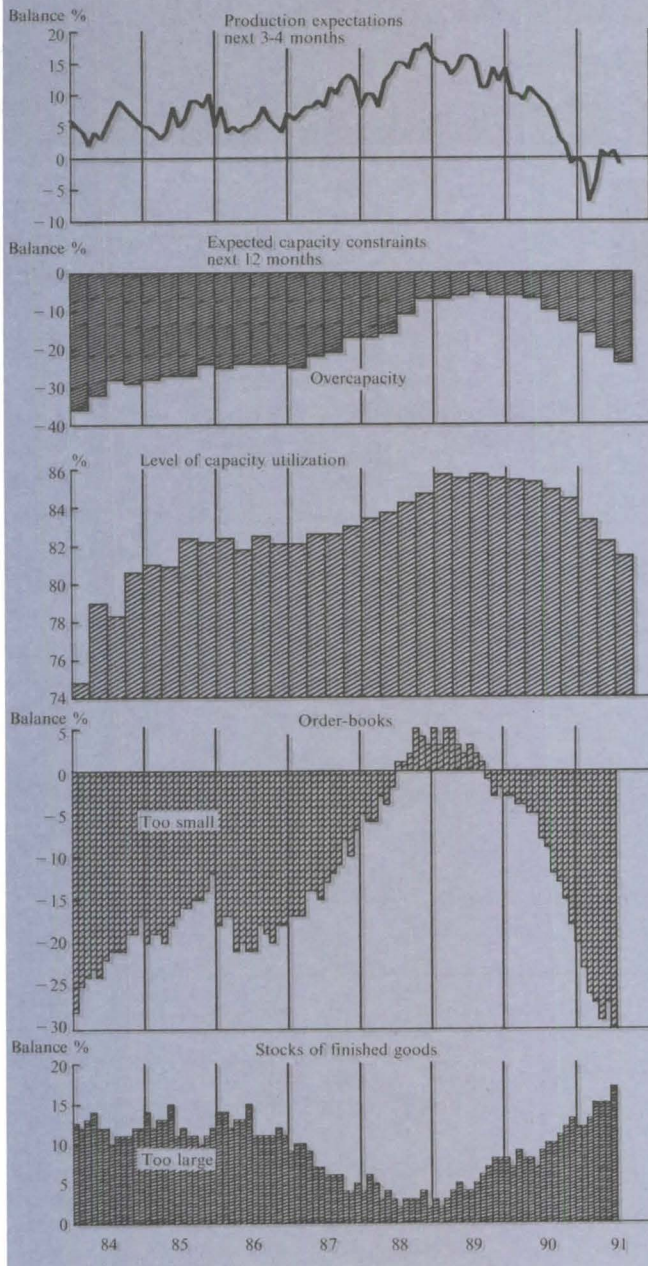 Balance %
Production expectations
next 3-4 months
20
15
10
5
0
− 5
− 10
Balance %
Expected capacity constraints
next 12 months
0
− 10
− 20
− 30
− 40
Overcapacity
%
Level of capacity utilization
86
84
82
80
78
76
74
Balance %
Order-books
5
0
− 5
− 10
− 15
− 20
− 25
− 30
Too small
Balance %
Stocks of finished goods
20
15
10
5
0
Too large
84 85 86 87 88 89 90 91